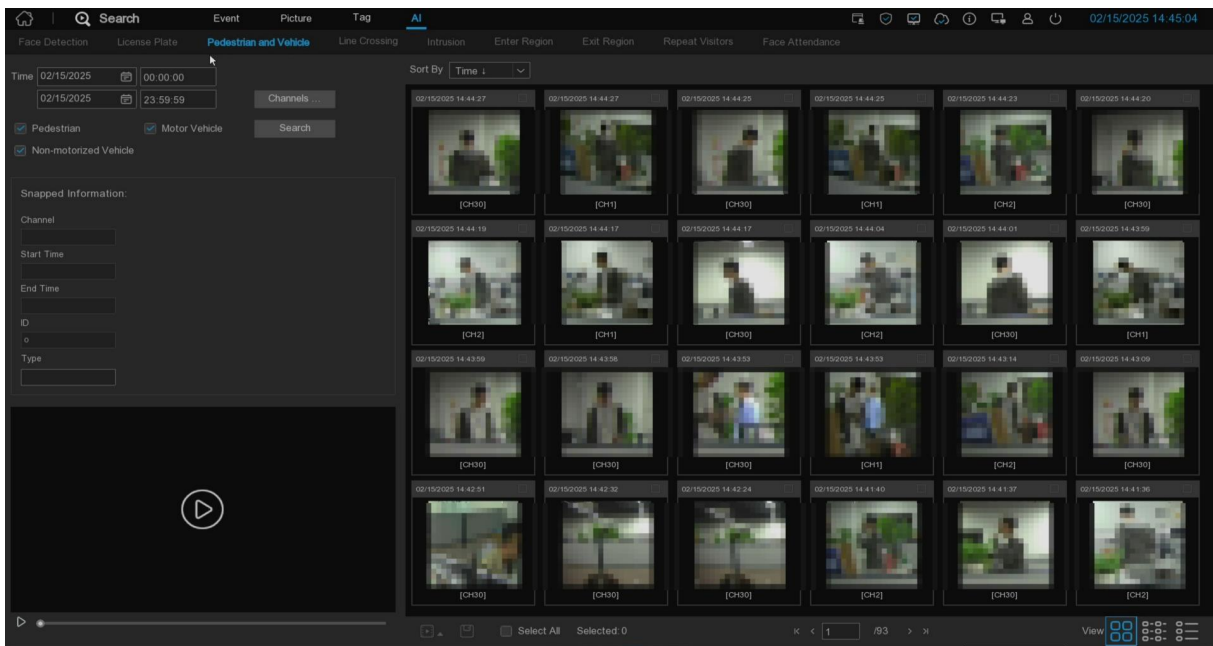 Search Event Picture Tag AI 02/15/2025 14:45:04
Face Detection License Plate Pedestrian and Vehicle Line Crossing Intrusion Enter Region Exit Region Repeat Visitors Face Attendance
Time 02/15/2025 00:00:00
02/15/2025 23:59:59 Channels ...
Pedestrian Motor Vehicle Search
Non-motorized Vehicle
Snapped Information:
Channel
Start Time
End Time
ID
0
Type
Sort By Time ↓
02/15/2025 14:44:27 02/15/2025 14:44:27 02/15/2025 14:44:25 02/15/2025 14:44:25 02/15/2025 14:44:23 02/15/2025 14:44:20
[CH30] [CH1] [CH30] [CH1] [CH2] [CH30]
02/15/2025 14:44:19 02/15/2025 14:44:17 02/15/2025 14:44:17 02/15/2025 14:44:04 02/15/2025 14:44:01 02/15/2025 14:43:59
[CH2] [CH1] [CH30] [CH2] [CH30] [CH1]
02/15/2025 14:43:59 02/15/2025 14:43:58 02/15/2025 14:43:53 02/15/2025 14:43:53 02/15/2025 14:43:14 02/15/2025 14:43:09
[CH30] [CH30] [CH30] [CH1] [CH2] [CH30]
02/15/2025 14:42:51 02/15/2025 14:42:32 02/15/2025 14:42:24 02/15/2025 14:41:40 02/15/2025 14:41:37 02/15/2025 14:41:36
[CH30] [CH30] [CH30] [CH2] [CH30] [CH2]
Select All Selected: 0 1 /93 View